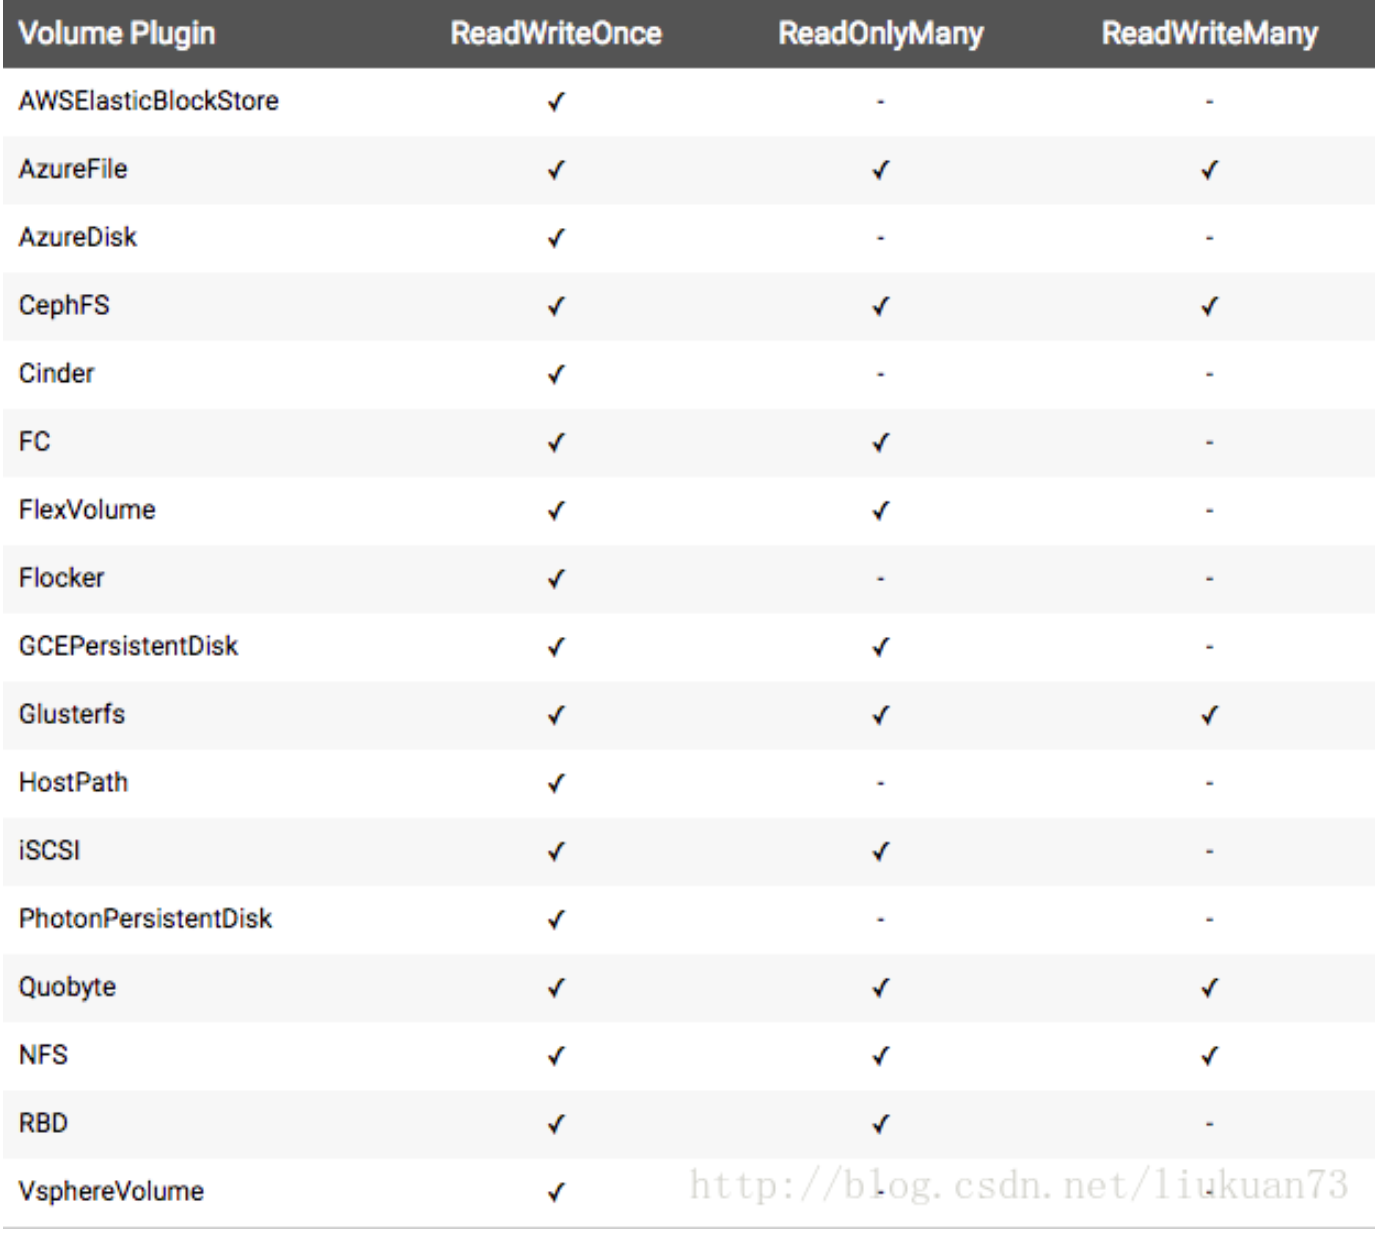 Volume Plugin ReadWriteOnce ReadOnlyMany ReadWriteMany
AWSElasticBlockStore ✓ - -
AzureFile ✓ ✓ ✓
AzureDisk ✓ - -
CephFS ✓ ✓ ✓
Cinder ✓ - -
FC ✓ ✓ -
FlexVolume ✓ ✓ -
Flocker ✓ - -
GCEPersistentDisk ✓ ✓ -
Glusterfs ✓ ✓ ✓
HostPath ✓ - -
iSCSI ✓ ✓ -
PhotonPersistentDisk ✓ - -
Quobyte ✓ ✓ ✓
NFS ✓ ✓ ✓
RBD ✓ ✓ -
VsphereVolume ✓ - -
http://blog.csdn.net/liukuan73